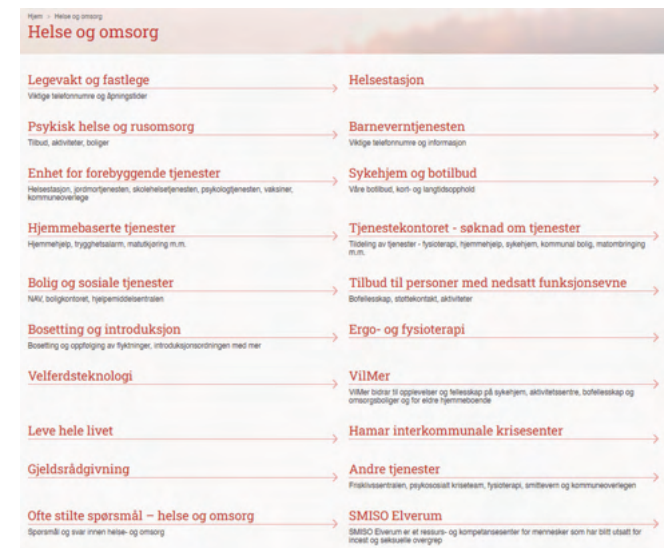 Hjem > Helse og omsorg
Helse og omsorg
Legevakt og fastlege
Viktige telefonnumre og åpningstider
Helsestasjon
Psykisk helse og rusomsorg
Tilbud, aktiviteter, boliger
Barneverntjenesten
Viktige telefonnumre og informasjon
Enhet for forebyggende tjenester
Helsestasjon, jordmortjenesten, skolehelsetjenesten, psykologtjenesten, vaksiner,
kommuneoverlege
Sykehjem og botilbud
Våre botilbud, kort- og langtidsopphold
Hjemmebaserte tjenester
Hjemmehjelp, trygghetsalarm, matutkjøring m.m.
Tjenestekontoret - søknad om tjenester
Tildeling av tjenester - fysioterapi, hjemmehjelp, sykehjem, kommunal bolig, matombringing
m.m.
Bolig og sosiale tjenester
NAV, boligkontoret, hjelpemiddelsentralen
Tilbud til personer med nedsatt funksjonsevne
Bofellesskap, støttekontakt, aktiviteter
Bosetting og introduksjon
Bosetting og oppfølging av flyktninger, introduksjonsordningen med mer
Ergo- og fysioterapi
Velferdsteknologi
VilMer
VilMer bidrar til opplevelser og fellesskap på sykehjem, aktivitetssentre, bofellesskap og
omsorgsboliger og for eldre hjemmeboende
Leve hele livet
Hamar interkommunale krisesenter
Gjeldsrådgivning
Andre tjenester
Frisklivssentralen, psykososialt kriseteam, fysioterapi, smittevern og kommuneoverlegen
Ofte stilte spørsmål – helse og omsorg
Spørsmål og svar innen helse- og omsorg
SMISO Elverum
SMISO Elverum er et ressurs- og kompetansesenter for mennesker som har blitt utsatt for
incest og seksuelle overgrep